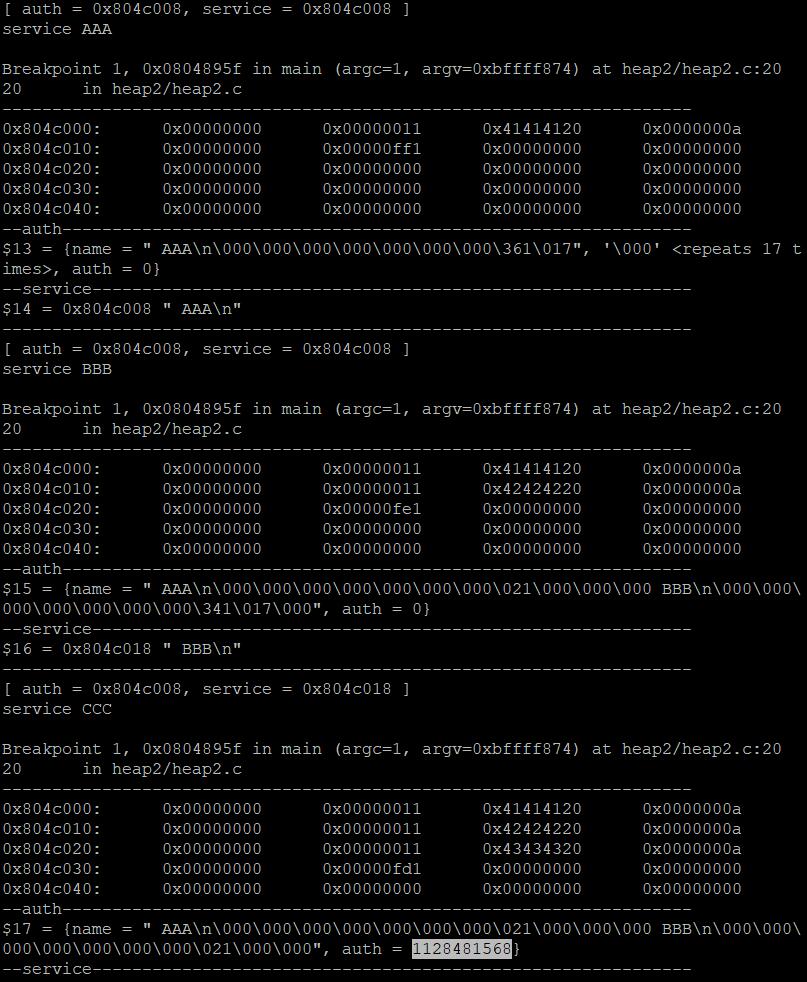 [ auth = 0x804c008, service = 0x804c008 ]
service AAA
Breakpoint 1, 0x0804895f in main (argc=1, argv=0xbffff874) at heap2/heap2.c:20
20      in heap2/heap2.c
---------------------------------------------------------------------
0x804c000:      0x00000000      0x00000011      0x41414120      0x0000000a
0x804c010:      0x00000ff1      0x00000000      0x00000000      0x00000000
0x804c020:      0x00000000      0x00000000      0x00000000      0x00000000
0x804c030:      0x00000000      0x00000000      0x00000000      0x00000000
0x804c040:      0x00000000      0x00000000      0x00000000      0x00000000
--auth---------------------------------------------------------------
$13 = {name = " AAA\n\000\000\000\000\000\000\000\361\017", '\000' <repeats 17 t
imes>, auth = 0}
--service------------------------------------------------------------
$14 = 0x804c008 " AAA\n"
---------------------------------------------------------------------
[ auth = 0x804c008, service = 0x804c008 ]
service BBB
Breakpoint 1, 0x0804895f in main (argc=1, argv=0xbffff874) at heap2/heap2.c:20
20      in heap2/heap2.c
---------------------------------------------------------------------
0x804c000:      0x00000000      0x00000011      0x41414120      0x0000000a
0x804c010:      0x00000011      0x42424220      0x0000000a
0x804c020:      0x00000fe1      0x00000000      0x00000000
0x804c030:      0x00000000      0x00000000      0x00000000      0x00000000
0x804c040:      0x00000000      0x00000000      0x00000000      0x00000000
--auth---------------------------------------------------------------
$15 = {name = " AAA\n\000\000\000\000\000\000\000\021\000\000\000 BBB\n\000\000\
000\000\000\000\000\341\017\000", auth = 0}
--service------------------------------------------------------------
$16 = 0x804c018 " BBB\n"
---------------------------------------------------------------------
[ auth = 0x804c008, service = 0x804c018 ]
service CCC
Breakpoint 1, 0x0804895f in main (argc=1, argv=0xbffff874) at heap2/heap2.c:20
20      in heap2/heap2.c
---------------------------------------------------------------------
0x804c000:      0x00000000      0x00000011      0x41414120      0x0000000a
0x804c010:      0x00000000      0x00000011      0x42424220      0x0000000a
0x804c020:      0x00000000      0x00000011      0x43434320      0x0000000a
0x804c030:      0x00000000      0x00000fd1      0x00000000      0x00000000
0x804c040:      0x00000000      0x00000000      0x00000000      0x00000000
--auth---------------------------------------------------------------
$17 = {name = " AAA\n\000\000\000\000\000\000\000\021\000\000\000 BBB\n\000\000\
000\000\000\000\000\021\000\000", auth = 1128481568}
--service------------------------------------------------------------